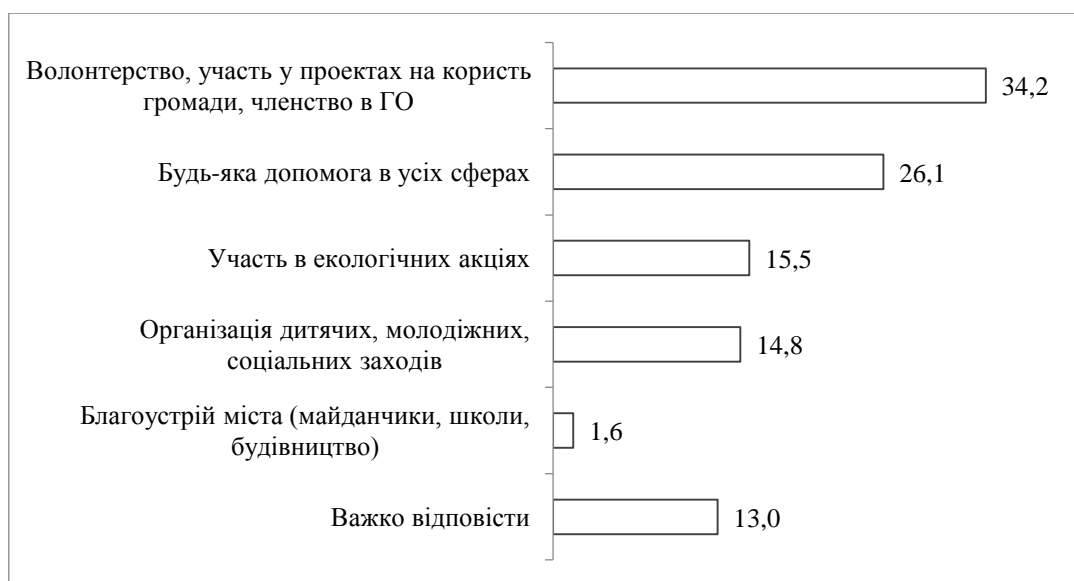 Волонтерство, участь у проектах на користь
громади, членство в ГО
34,2
Будь-яка допомога в усіх сферах
26,1
Участь в екологічних акціях
15,5
Організація дитячих, молодіжних,
соціальних заходів
14,8
Благоустрій міста (майданчики, школи,
будівництво)
1,6
Важко відповісти
13,0